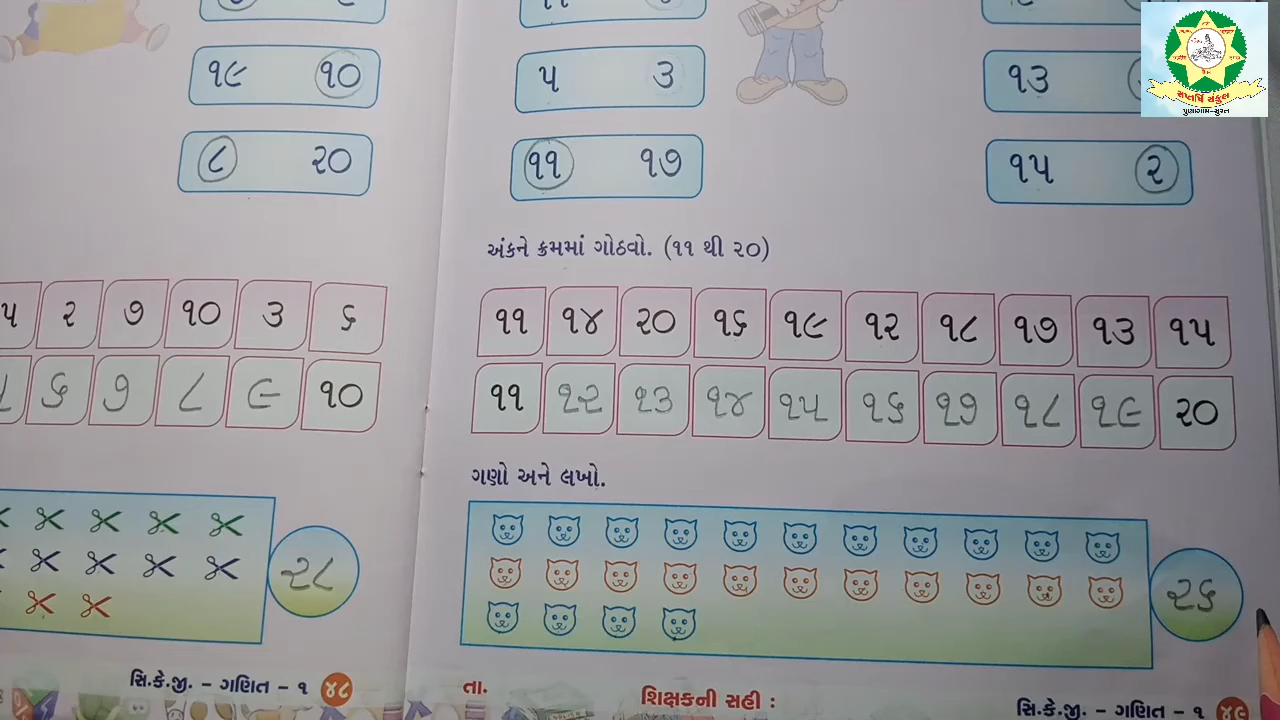 ૧૯ ૧૦
૮ ૨૦
૫ ૩
૧૧ ૧૭
૧૩
૧૫ ૨
સપ્તર્ષિ સંકુલ
પુણાગામ-સુરત
૫ ૨ ૭ ૧૦ ૩ ૬
૬ ૭ ૮ ૯ ૧૦
૨૮
સિ.કે.જી. - ગણિત - ૧ ૪૮
અંકને ક્રમમાં ગોઠવો. (૧૧ થી ૨૦)
૧૧ ૧૪ ૨૦ ૧૬ ૧૯ ૧૨ ૧૮ ૧૭ ૧૩ ૧૫
૧૧ ૧૨ ૧૩ ૧૪ ૧૫ ૧૬ ૧૭ ૧૮ ૧૯ ૨૦
ગણો અને લખો.
૨૬
તા.
શિક્ષકની સહી :
સિ.કે.જી. - ગણિત - ૧ ૪૯